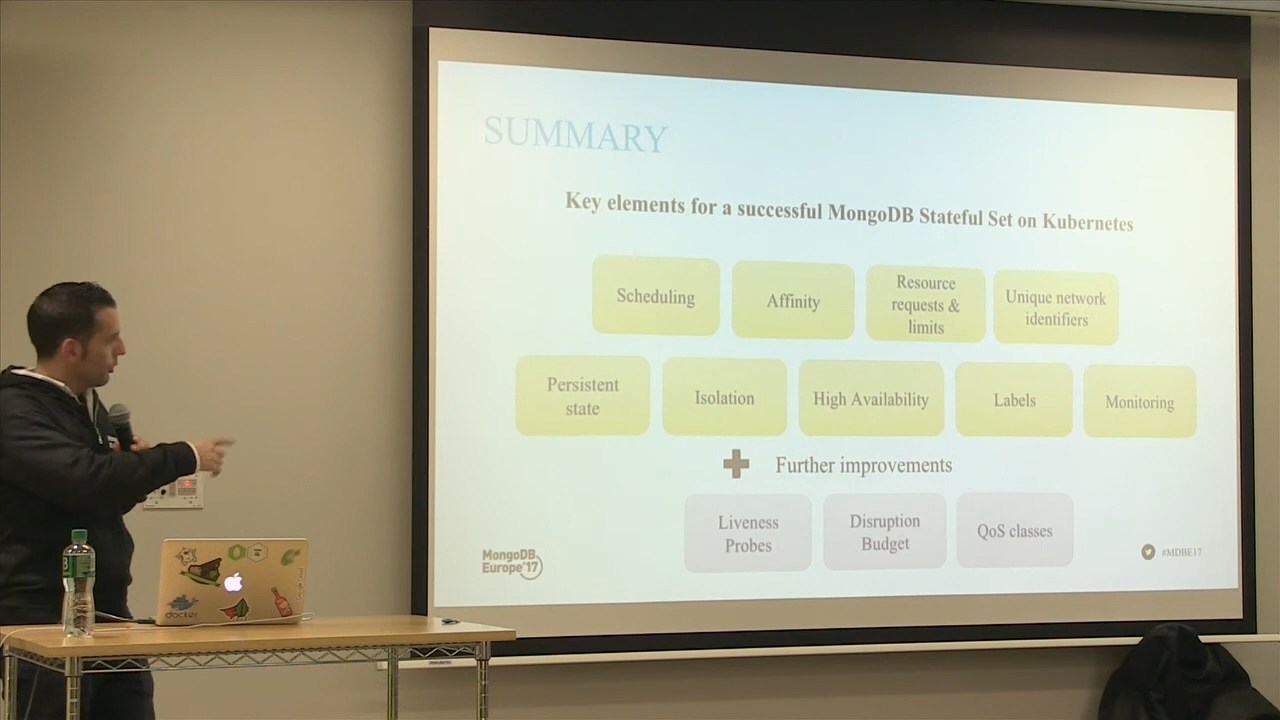 SUMMARY
Key elements for a successful MongoDB Stateful Set on Kubernetes
Scheduling
Affinity
Resource
requests &
limits
Unique network
identifiers
Persistent
state
Isolation
High Availability
Labels
Monitoring
Further improvements
Liveness
Probes
Disruption
Budget
QoS classes
MongoDB
Europe'17
#MDBE17
docker